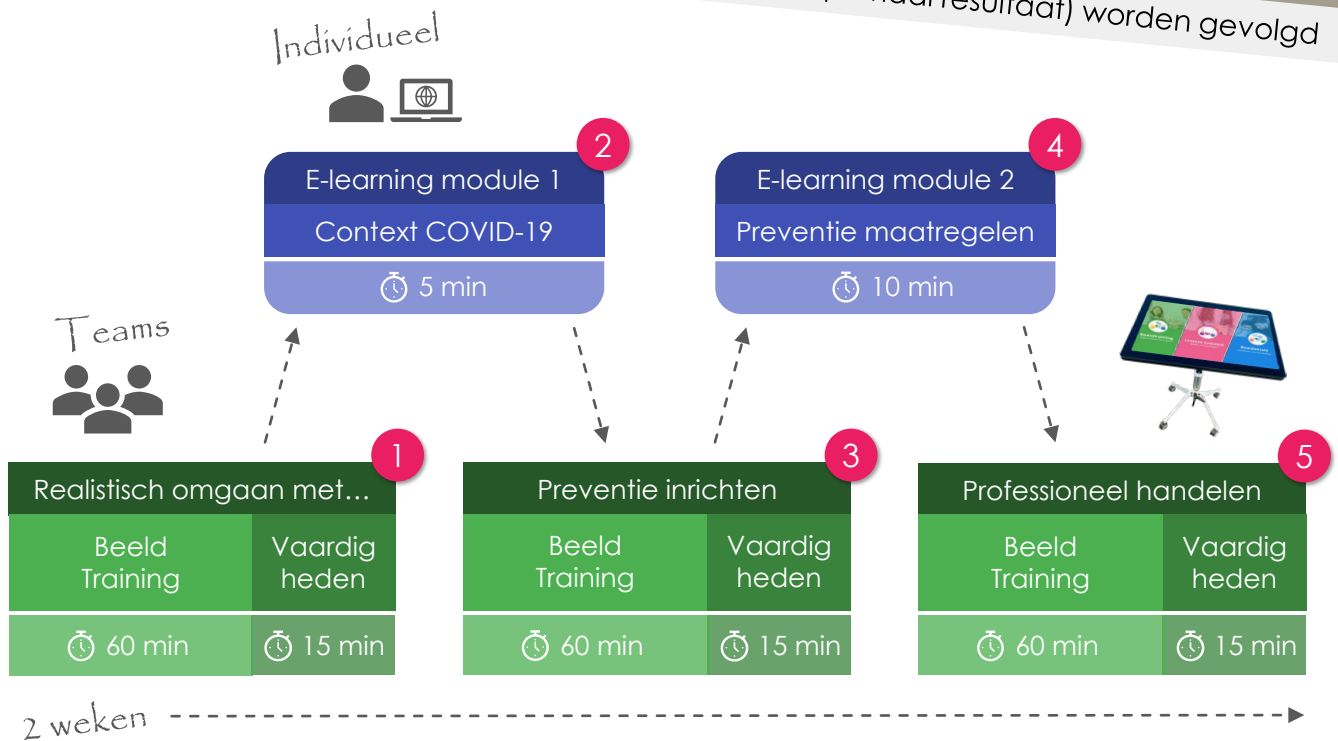 resultaat) worden gevolgd
Individueel
2
E-learning module 1
Context COVID-19
5 min
4
E-learning module 2
Preventie maatregelen
10 min
Teams
1
Realistisch omgaan met…
Beeld
Training
Vaardig
heden
60 min
15 min
3
Preventie inrichten
Beeld
Training
Vaardig
heden
60 min
15 min
5
Professioneel handelen
Beeld
Training
Vaardig
heden
60 min
15 min
2 weken